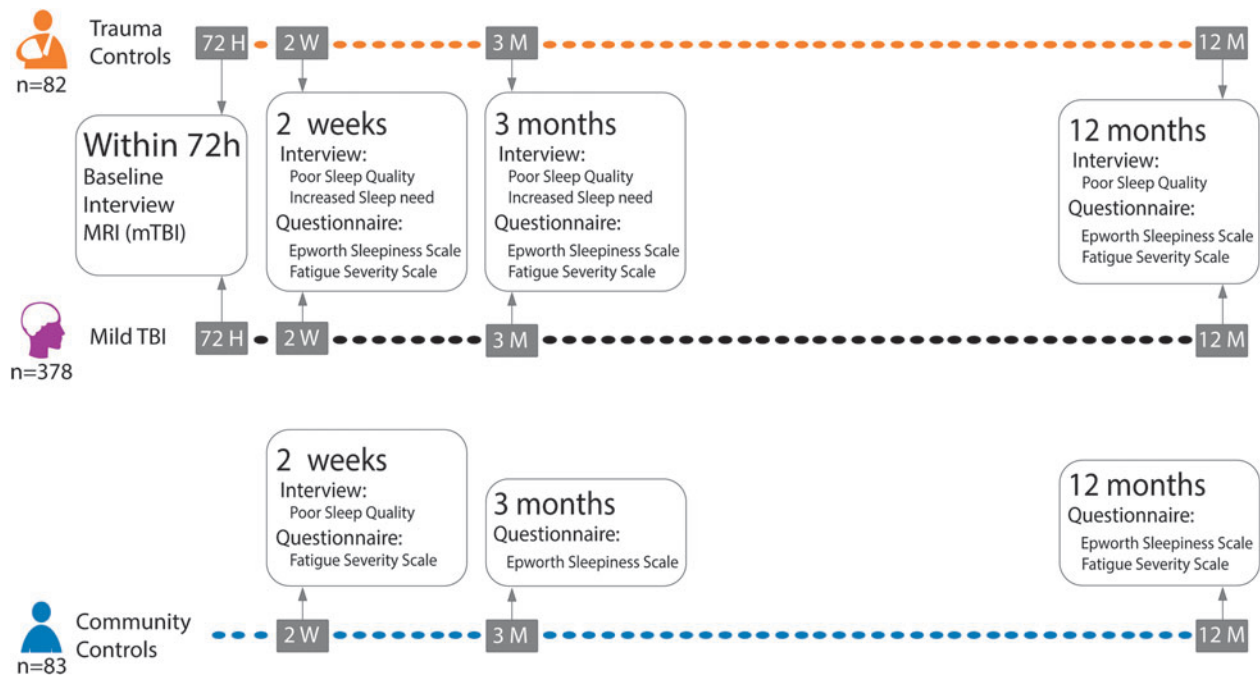 Trauma
Controls
n=82
72 H
2 W
3 M
12 M
Within 72h
Baseline
Interview
MRI (mTBI)
2 weeks
Interview:
Poor Sleep Quality
Increased Sleep need
Questionnaire:
Epworth Sleepiness Scale
Fatigue Severity Scale
3 months
Interview:
Poor Sleep Quality
Increased Sleep need
Questionnaire:
Epworth Sleepiness Scale
Fatigue Severity Scale
12 months
Interview:
Poor Sleep Quality
Questionnaire:
Epworth Sleepiness Scale
Fatigue Severity Scale
Mild TBI
n=378
72 H
2 W
3 M
12 M
2 weeks
Interview:
Poor Sleep Quality
Questionnaire:
Fatigue Severity Scale
3 months
Questionnaire:
Epworth Sleepiness Scale
12 months
Questionnaire:
Epworth Sleepiness Scale
Fatigue Severity Scale
Community
Controls
n=83
2 W
3 M
12 M